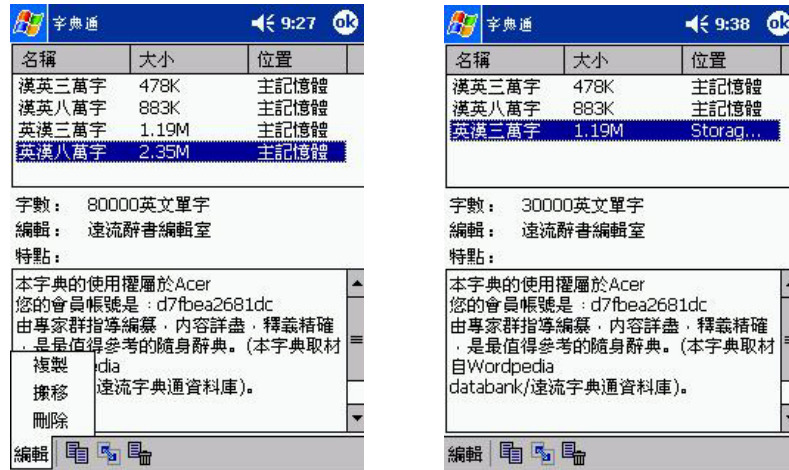 字典通 9:27 ok
名稱 大小 位置
漢英三萬字 478K 主記憶體
漢英八萬字 883K 主記憶體
英漢三萬字 1.19M 主記憶體
英漢八萬字 2.35M 主記憶體
字數： 80000英文單字
編輯： 遠流辭書編輯室
特點：
本字典的使用權屬於Acer
您的會員帳號是：d7fbea2681dc
由專家群指導編纂，內容詳盡，釋義精確
，是最值得參考的隨身辭典。(本字典取材
edia
遠流字典通資料庫)。
複製
搬移
刪除
編輯
字典通 9:38 ok
名稱 大小 位置
漢英三萬字 478K 主記憶體
漢英八萬字 883K 主記憶體
英漢三萬字 1.19M Storag...
字數： 30000英文單字
編輯： 遠流辭書編輯室
特點：
本字典的使用權屬於Acer
您的會員帳號是：d7fbea2681dc
由專家群指導編纂，內容詳盡，釋義精確
，是最值得參考的隨身辭典。(本字典取材
自Wordpedia
databank/遠流字典通資料庫)。
編輯